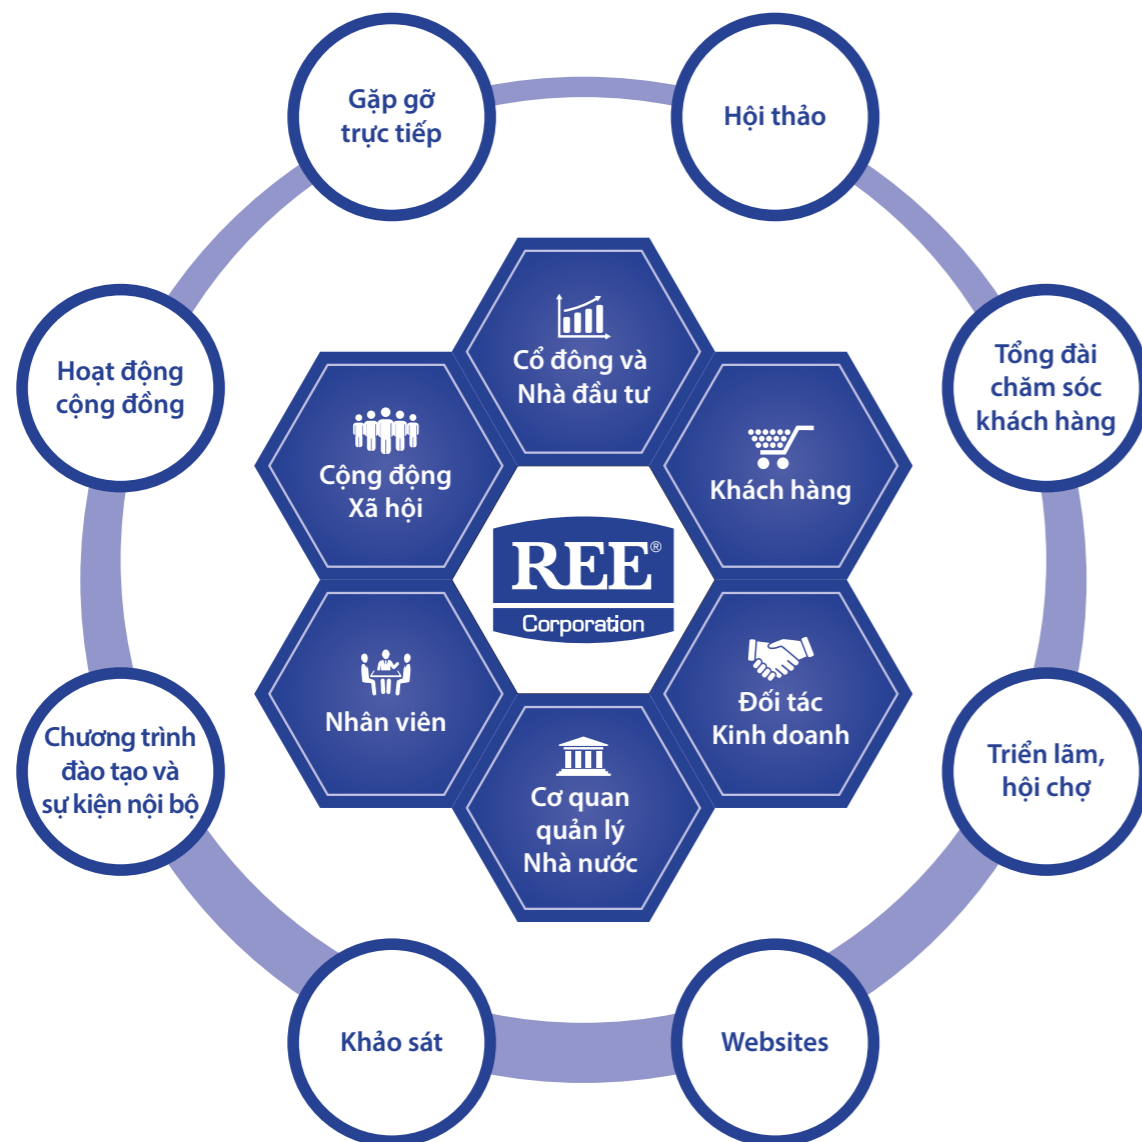 Gặp gỡ
trực tiếp
Hội thảo
Hoạt động
cộng đồng
Tổng đài
chăm sóc
khách hàng
Cổ đông và
Nhà đầu tư
Cộng động
Xã hội
Khách hàng
REE®
Corporation
Nhân viên
Đối tác
Kinh doanh
Cơ quan
quản lý
Nhà nước
Chương trình
đào tạo và
sự kiện nội bộ
Triển lãm,
hội chợ
Khảo sát
Websites